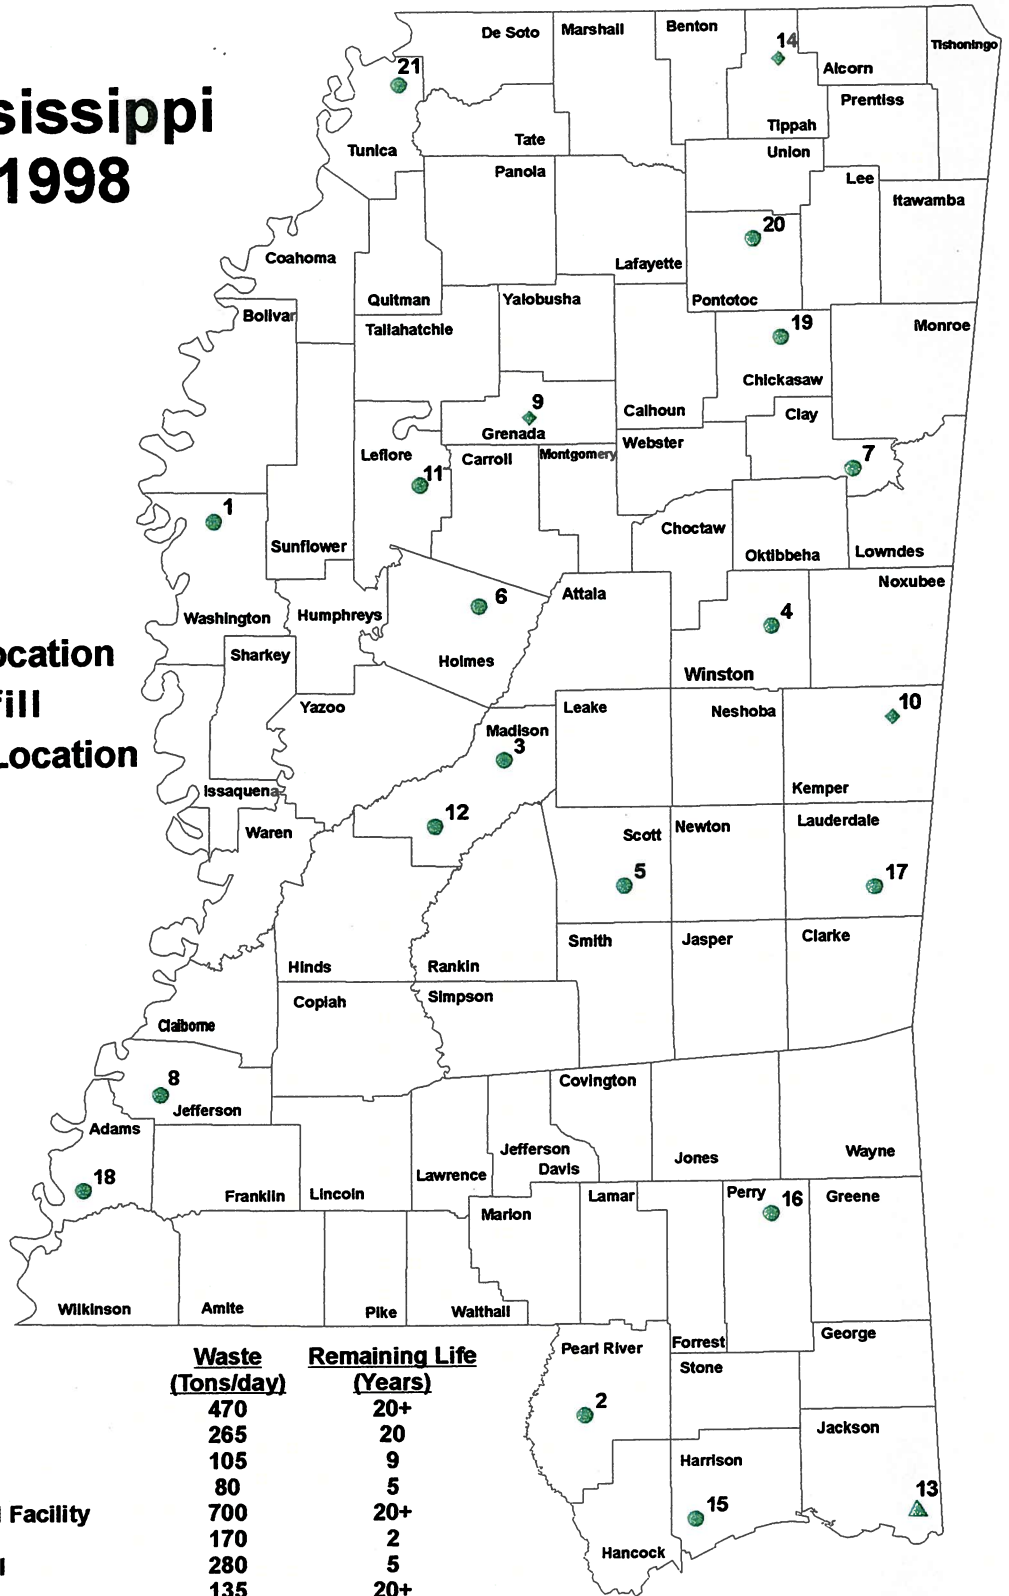 sissippi
1998
De Soto
Marshall
Benton
14
Alcorn
Tishomingo
21
Prentiss
Tunica
Tate
Tippah
Union
Panola
Lee
Itawamba
20
Coahoma
Lafayette
Quitman
Yalobusha
Pontotoc
Bolivar
Tallahatchie
19
Monroe
Chickasaw
9
Calhoun
Clay
Grenada
Webster
Leflore
Carroll
Montgomery
7
11
1
Choctaw
Sunflower
Oktibbeha
Lowndes
Noxubee
Attala
6
4
Washington
Humphreys
ocation
Sharkey
Holmes
Winston
fill
Yazoo
Leake
Neshoba
10
Madison
3
Location
Issaquena
Kemper
12
Waren
Scott
Newton
Lauderdale
5
17
Smith
Jasper
Clarke
Hinds
Rankin
Copiah
Simpson
Claiborne
8
Covington
Jefferson
Adams
Jefferson
Davis
Jones
Wayne
18
Lawrence
Franklin
Lincoln
Lamar
Perry
16
Greene
Marion
Wilkinson
Amite
Pike
Walthall
Forrest
George
Pearl River
Stone
2
Jackson
Harrison
15
13
Hancock
Waste Remaining Life
(Tons/day) (Years)
470 20+
265 20
105 9
80 5
l Facility 700 20+
170 2
l 280 5
135 20+